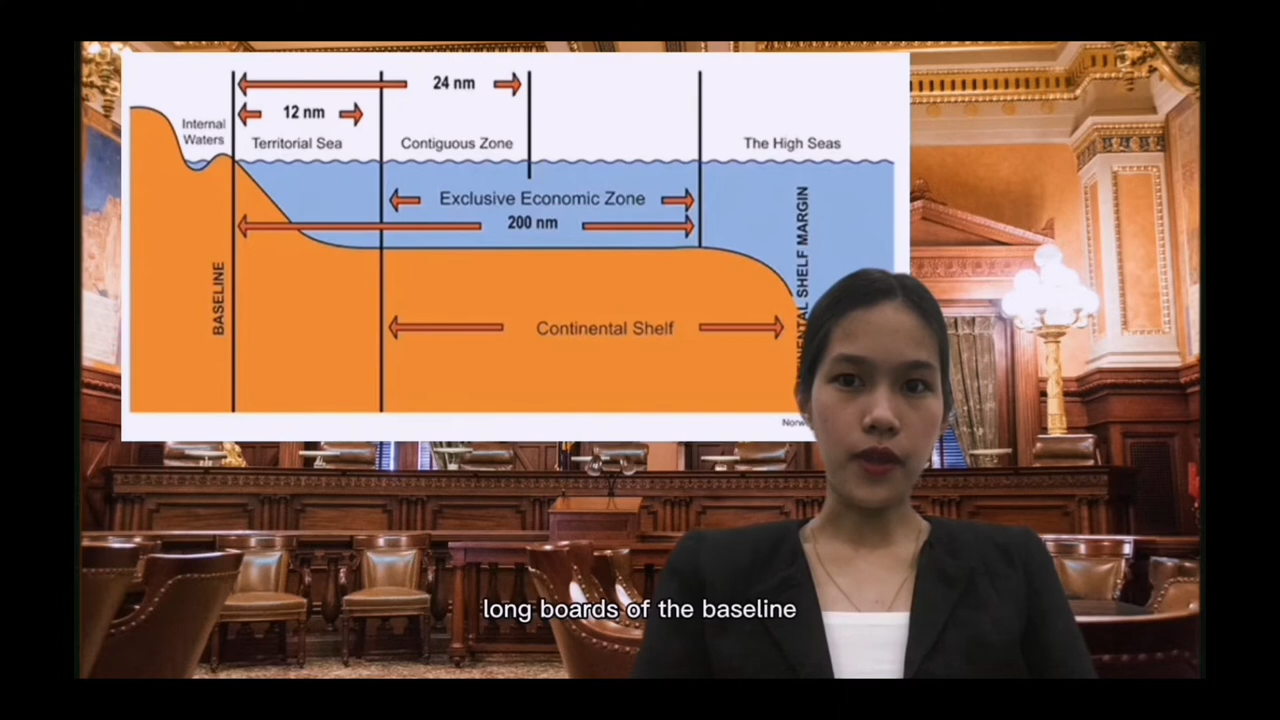 24 nm
12 nm
Internal
Waters
Territorial Sea
Contiguous Zone
The High Seas
Exclusive Economic Zone
200 nm
BASELINE
SHELF MARGIN
Continental Shelf
long boards of the baseline